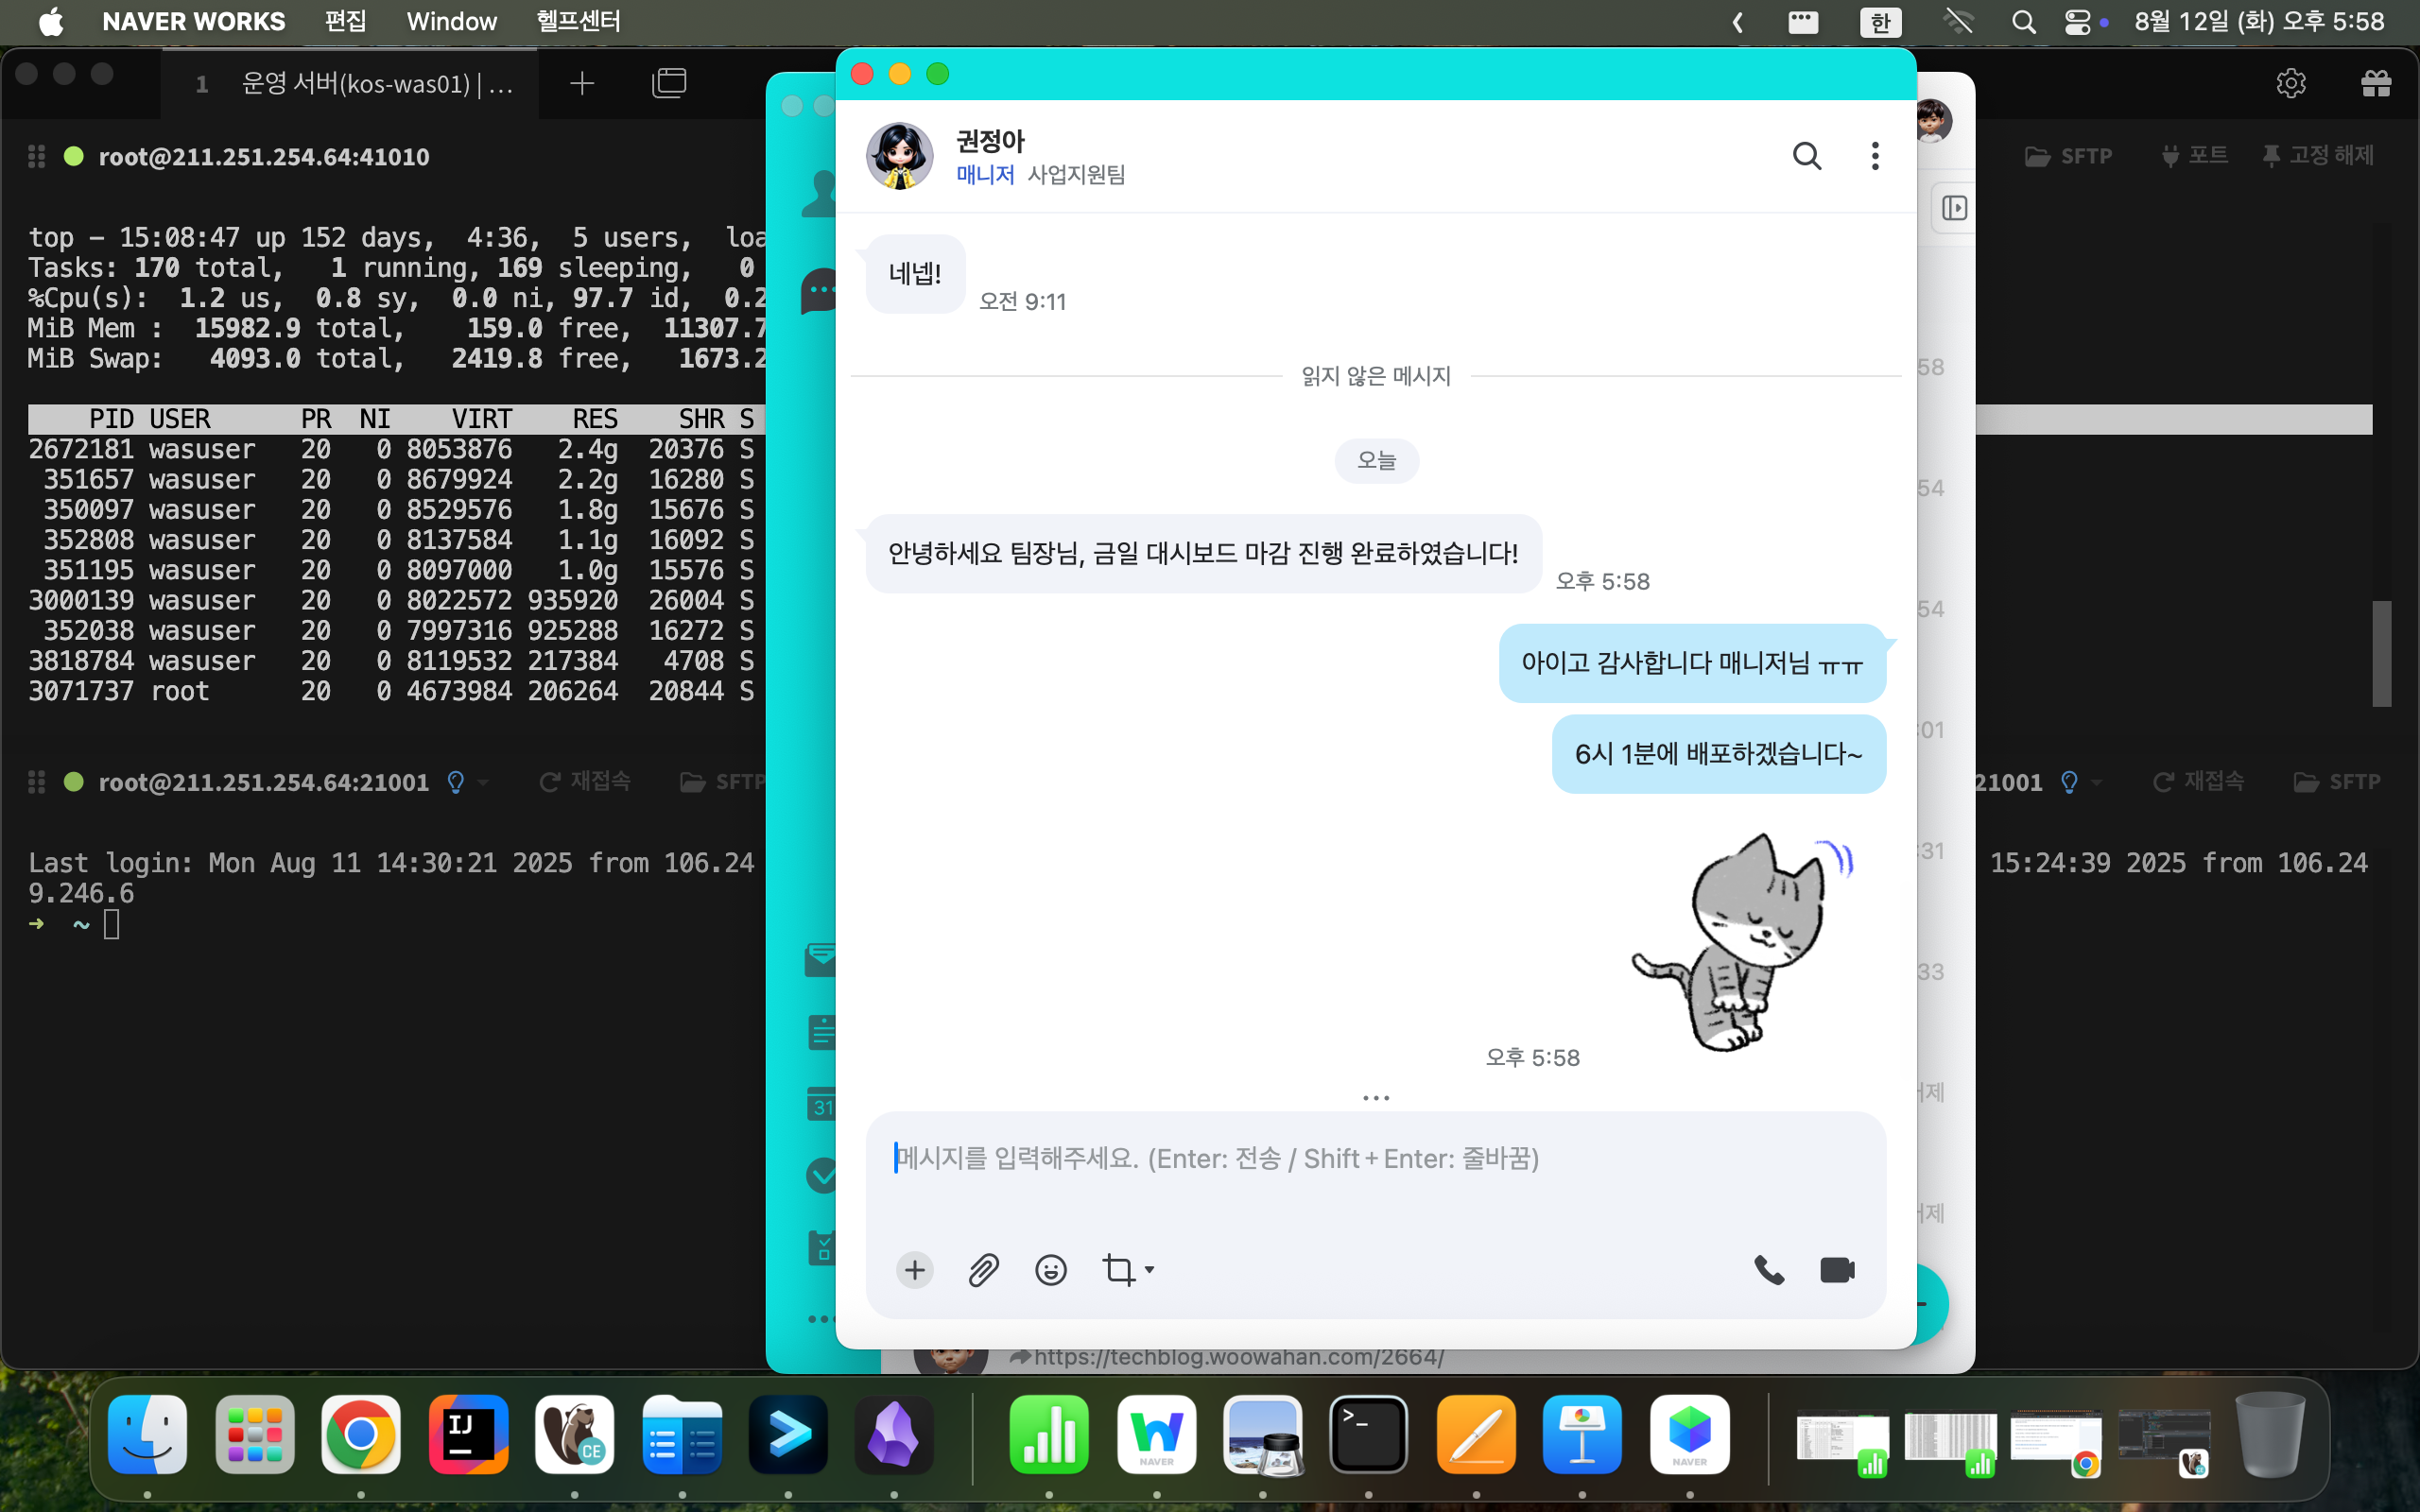 NAVER WORKS 편집 Window 헬프센터
한 8월 12일 (화) 오후 5:58
1 운영 서버(kos-was01) | ...
root@211.251.254.64:41010
SFTP 포트 고정 해제
top - 15:08:47 up 152 days, 4:36, 5 users, loa
Tasks: 170 total, 1 running, 169 sleeping, 0
%Cpu(s): 1.2 us, 0.8 sy, 0.0 ni, 97.7 id, 0.2
MiB Mem : 15982.9 total, 159.0 free, 11307.7
MiB Swap: 4093.0 total, 2419.8 free, 1673.2
PID USER PR NI VIRT RES SHR S
2672181 wasuser 20 0 8053876 2.4g 20376 S
351657 wasuser 20 0 8679924 2.2g 16280 S
350097 wasuser 20 0 8529576 1.8g 15676 S
352808 wasuser 20 0 8137584 1.1g 16092 S
351195 wasuser 20 0 8097000 1.0g 15576 S
3000139 wasuser 20 0 8022572 935920 26004 S
352038 wasuser 20 0 7997316 925288 16272 S
3818784 wasuser 20 0 8119532 217384 4708 S
3071737 root 20 0 4673984 206264 20844 S
root@211.251.254.64:21001 재접속 SFTP
Last login: Mon Aug 11 14:30:21 2025 from 106.24
9.246.6
➜ ~
21001 재접속 SFTP
15:24:39 2025 from 106.24
권정아
매니저 사업지원팀
네넵!
오전 9:11
읽지 않은 메시지
오늘
안녕하세요 팀장님, 금일 대시보드 마감 진행 완료하였습니다!
오후 5:58
아이고 감사합니다 매니저님 ㅠㅠ
6시 1분에 배포하겠습니다~
오후 5:58
메시지를 입력해주세요. (Enter: 전송 / Shift+Enter: 줄바꿈)
58
54
54
:01
:31
:33
제
제
31
https://techblog.woowahan.com/2664/
IJ
CE
NAVER
>_
NAVER